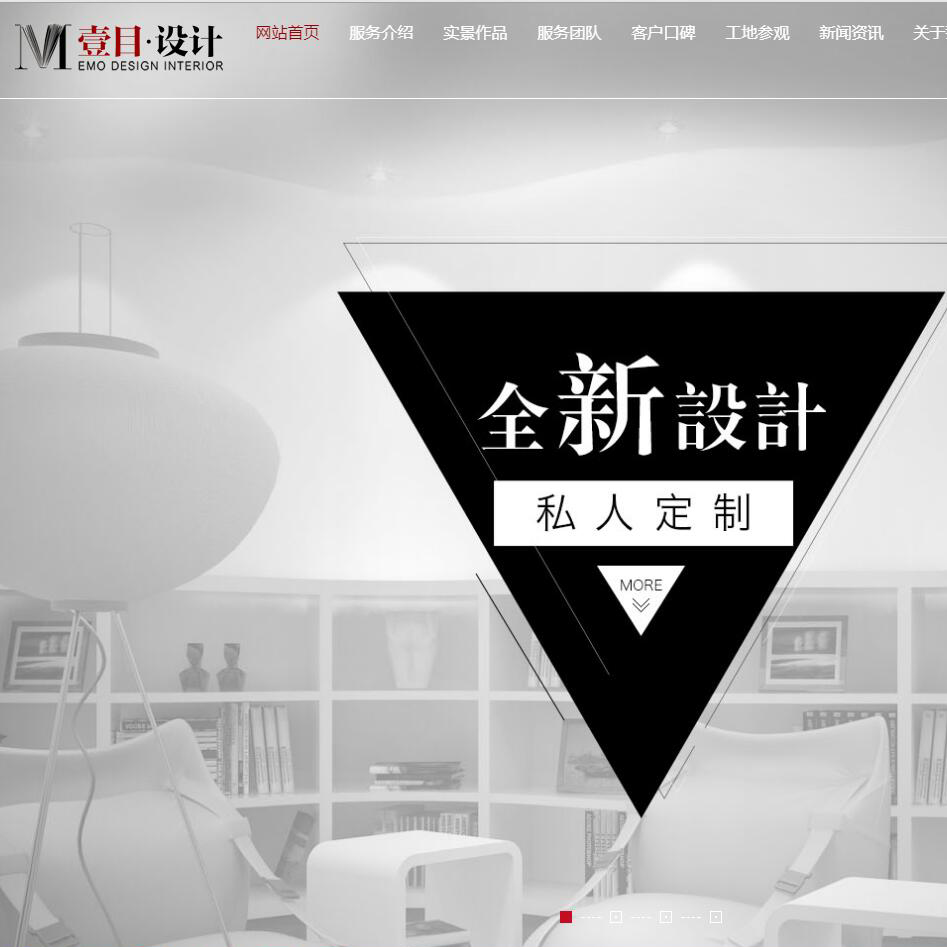 壹目·设计
EMO DESIGN INTERIOR
网站首页 服务介绍 实景作品 服务团队 客户口碑 工地参观 新闻资讯 关于
全新設計
私人定制
MORE